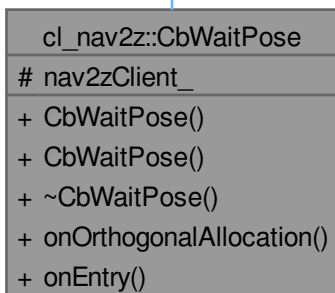 cl_nav2z::CbWaitPose
# nav2zClient_
+ CbWaitPose()
+ CbWaitPose()
+ ~CbWaitPose()
+ onOrthogonalAllocation()
+ onEntry()